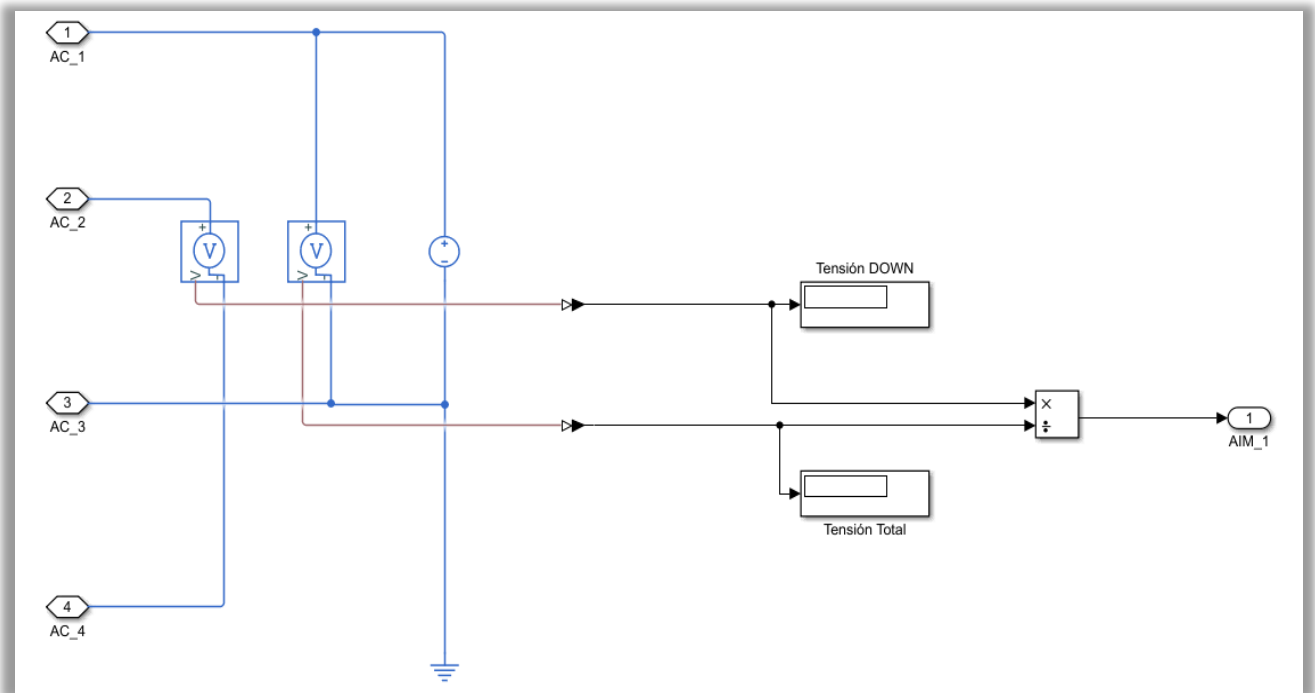 1
AC_1
2
AC_2
+
V
V
+
V
V
+
-
Tensión DOWN
3
AC_3
×
÷
1
AIM_1
Tensión Total
4
AC_4